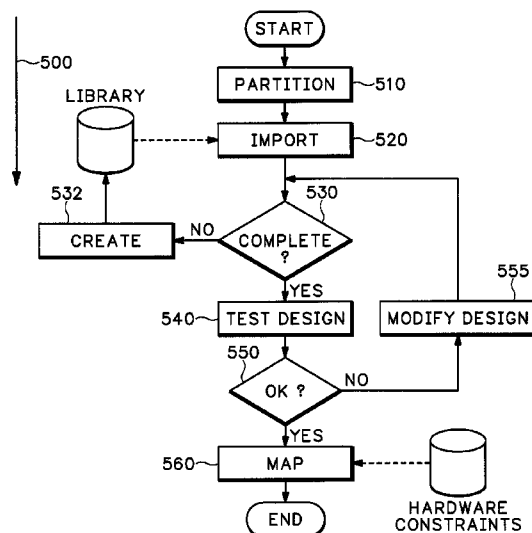 START
500
PARTITION
510
LIBRARY
IMPORT
520
532
530
CREATE
NO
COMPLETE
?
555
YES
540
TEST DESIGN
MODIFY DESIGN
550
OK ?
NO
YES
560
MAP
END
HARDWARE
CONSTRAINTS